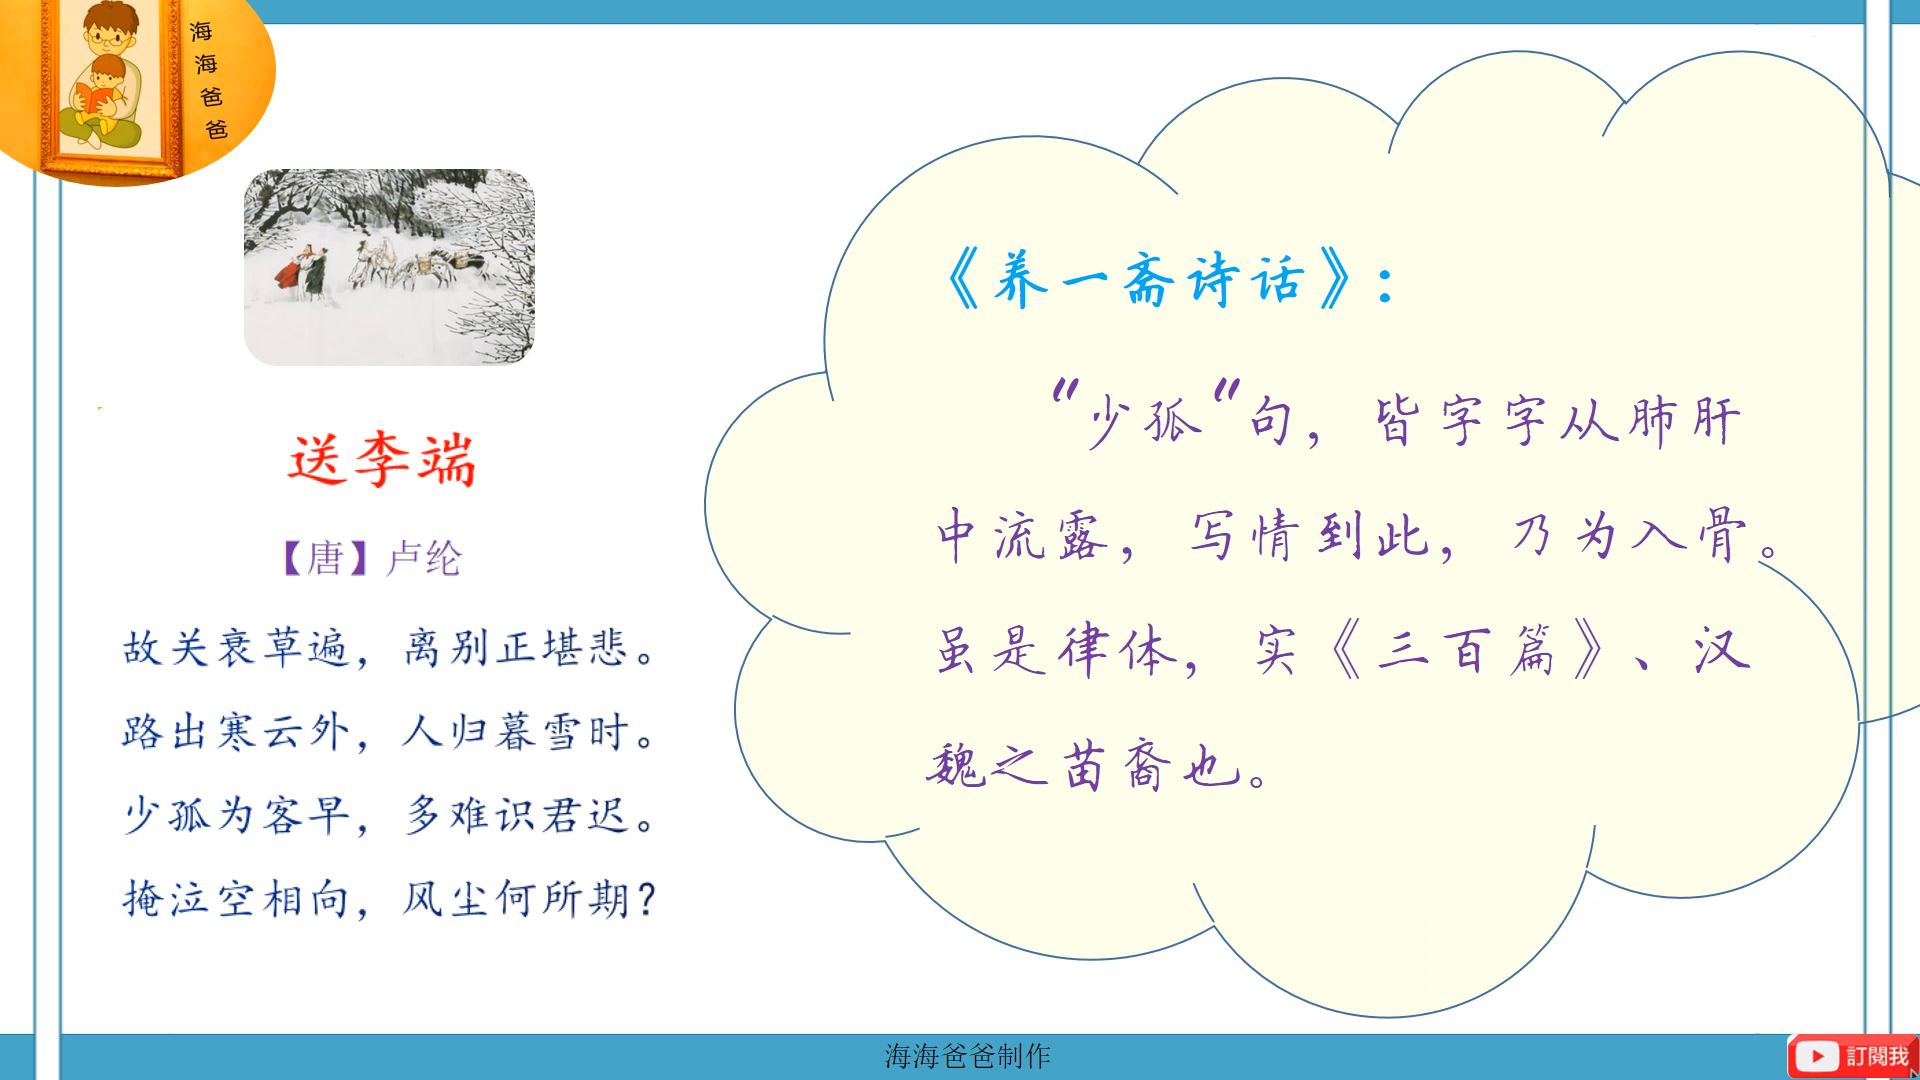 海海爸爸
送李端
【唐】卢纶
故关衰草遍，离别正堪悲。
路出寒云外，人归暮雪时。
少孤为客早，多难识君迟。
掩泣空相向，风尘何所期？
《养一斋诗话》：
“少孤“句，皆字字从肺肝
中流露，写情到此，乃为入骨。
虽是律体，实《三百篇》、汉
魏之苗裔也。
海海爸爸制作
訂閱我